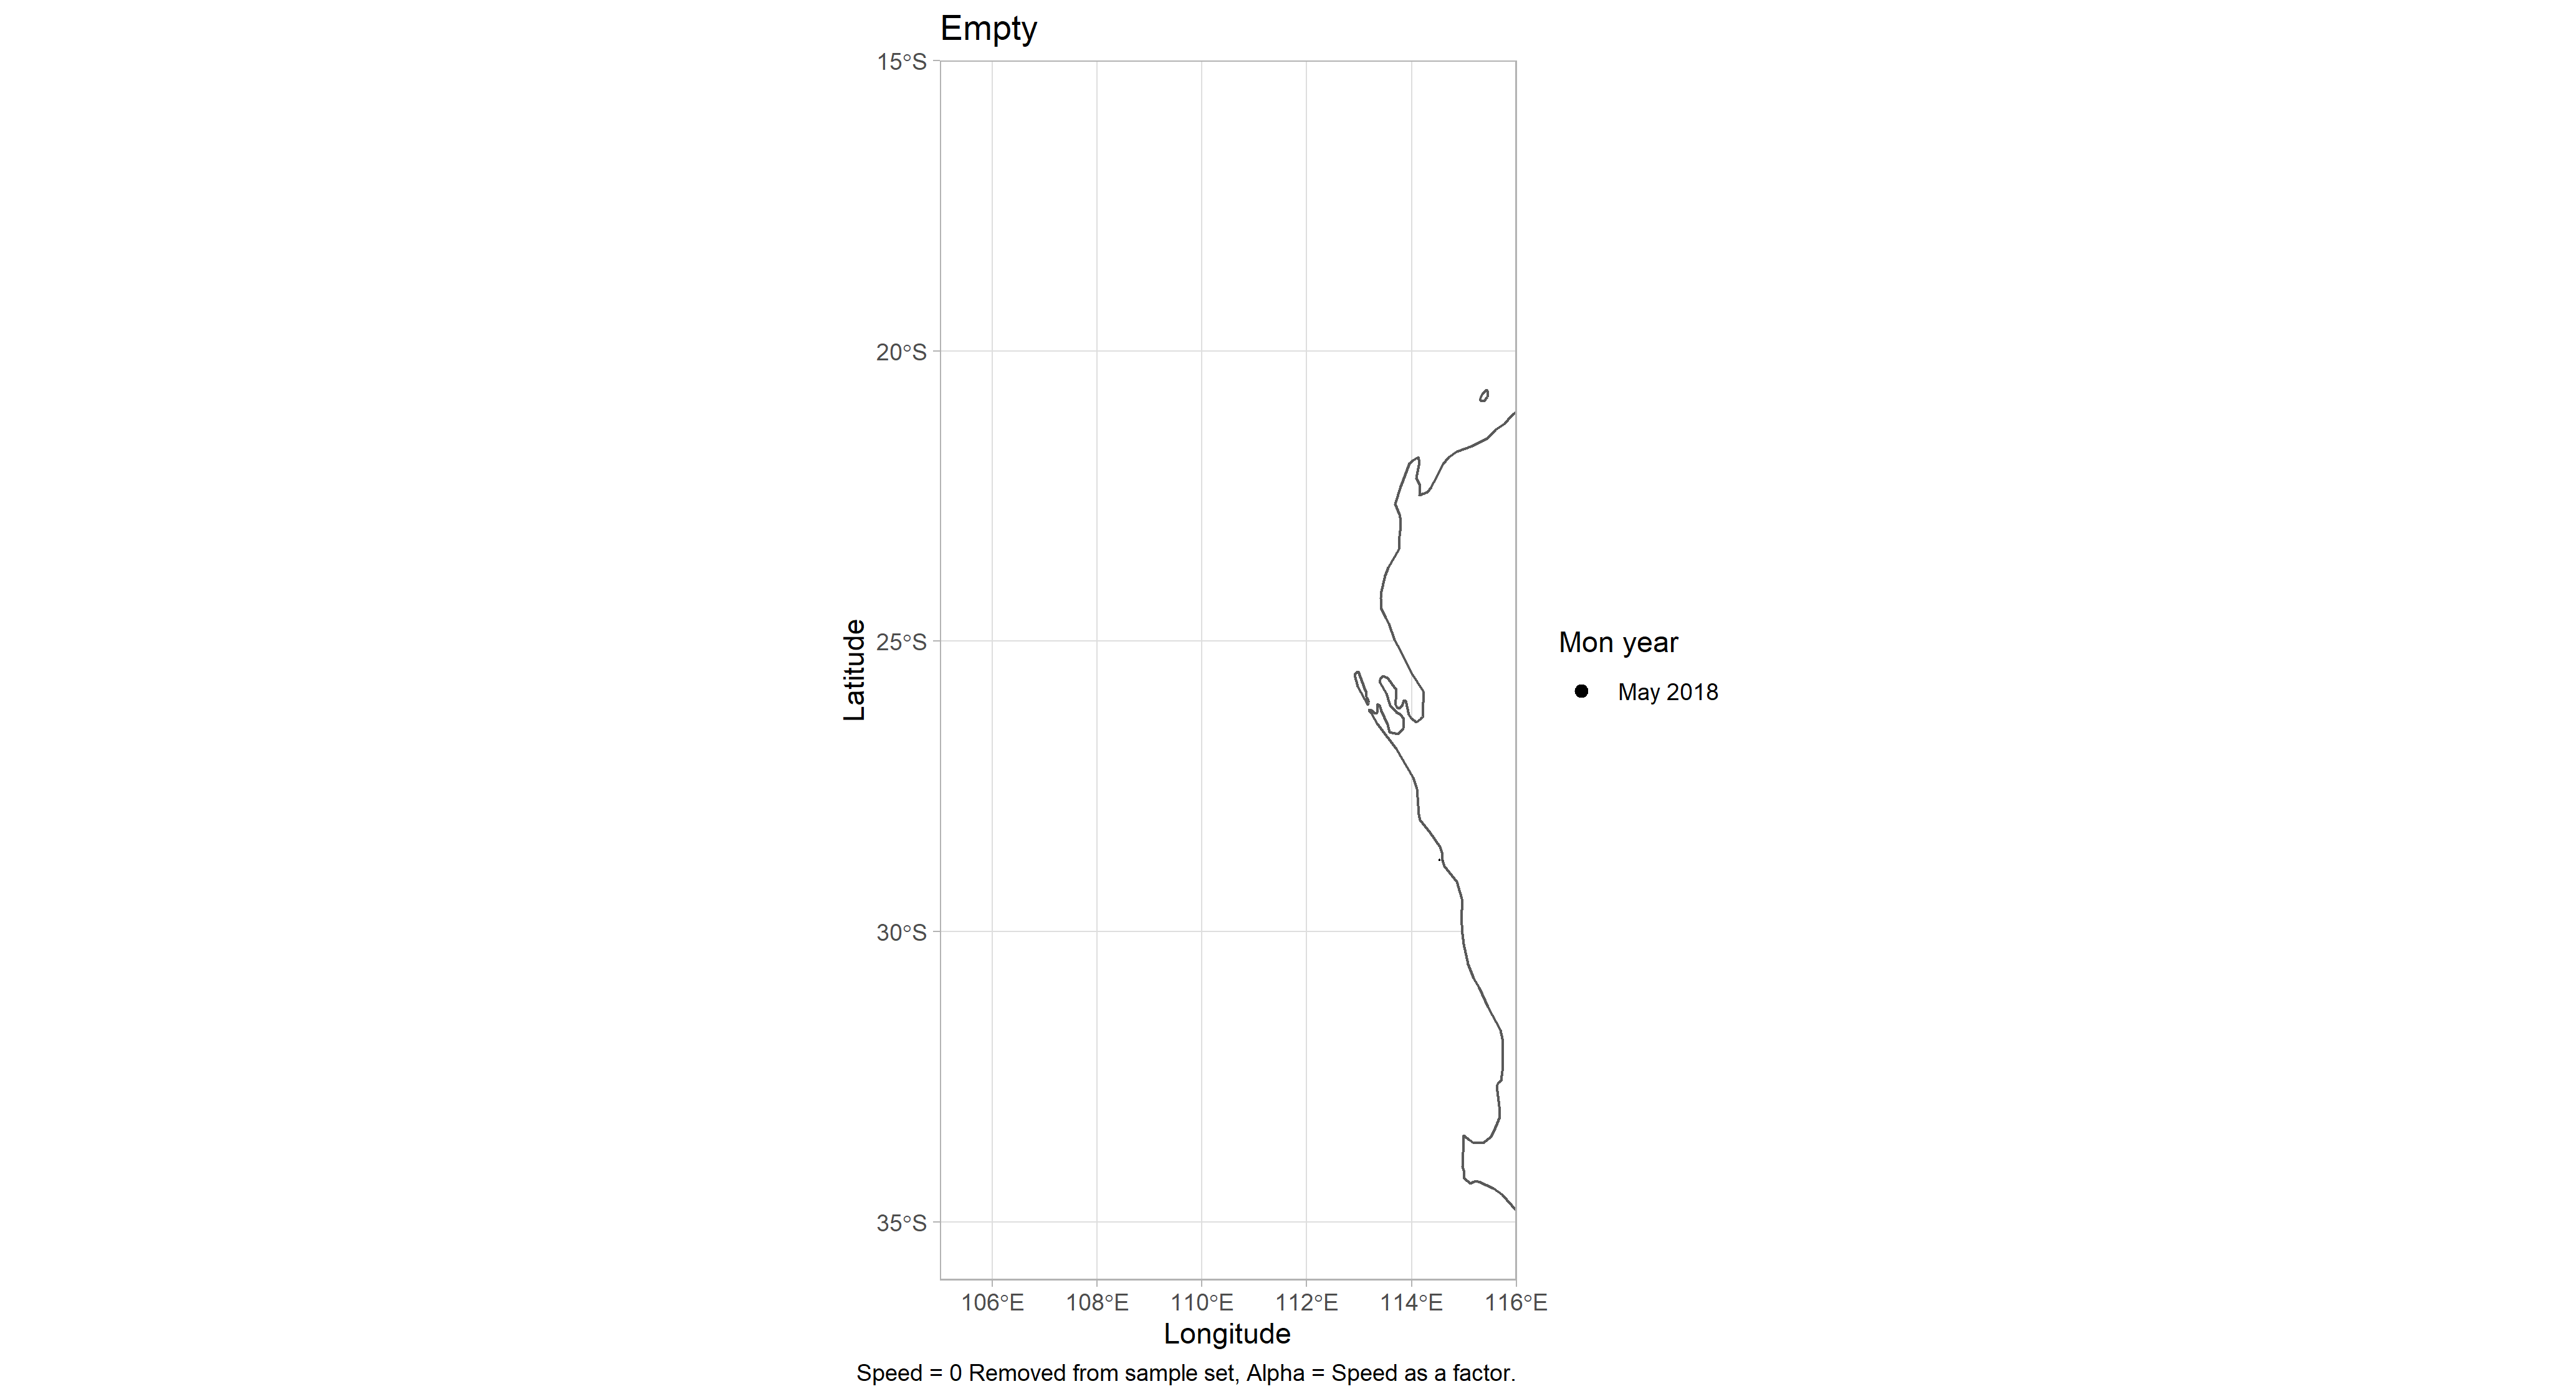 Empty
15°S
20°S
25°S
30°S
35°S
Latitude
106°E 108°E 110°E 112°E 114°E 116°E
Longitude
Mon year
May 2018
Speed = 0 Removed from sample set, Alpha = Speed as a factor.